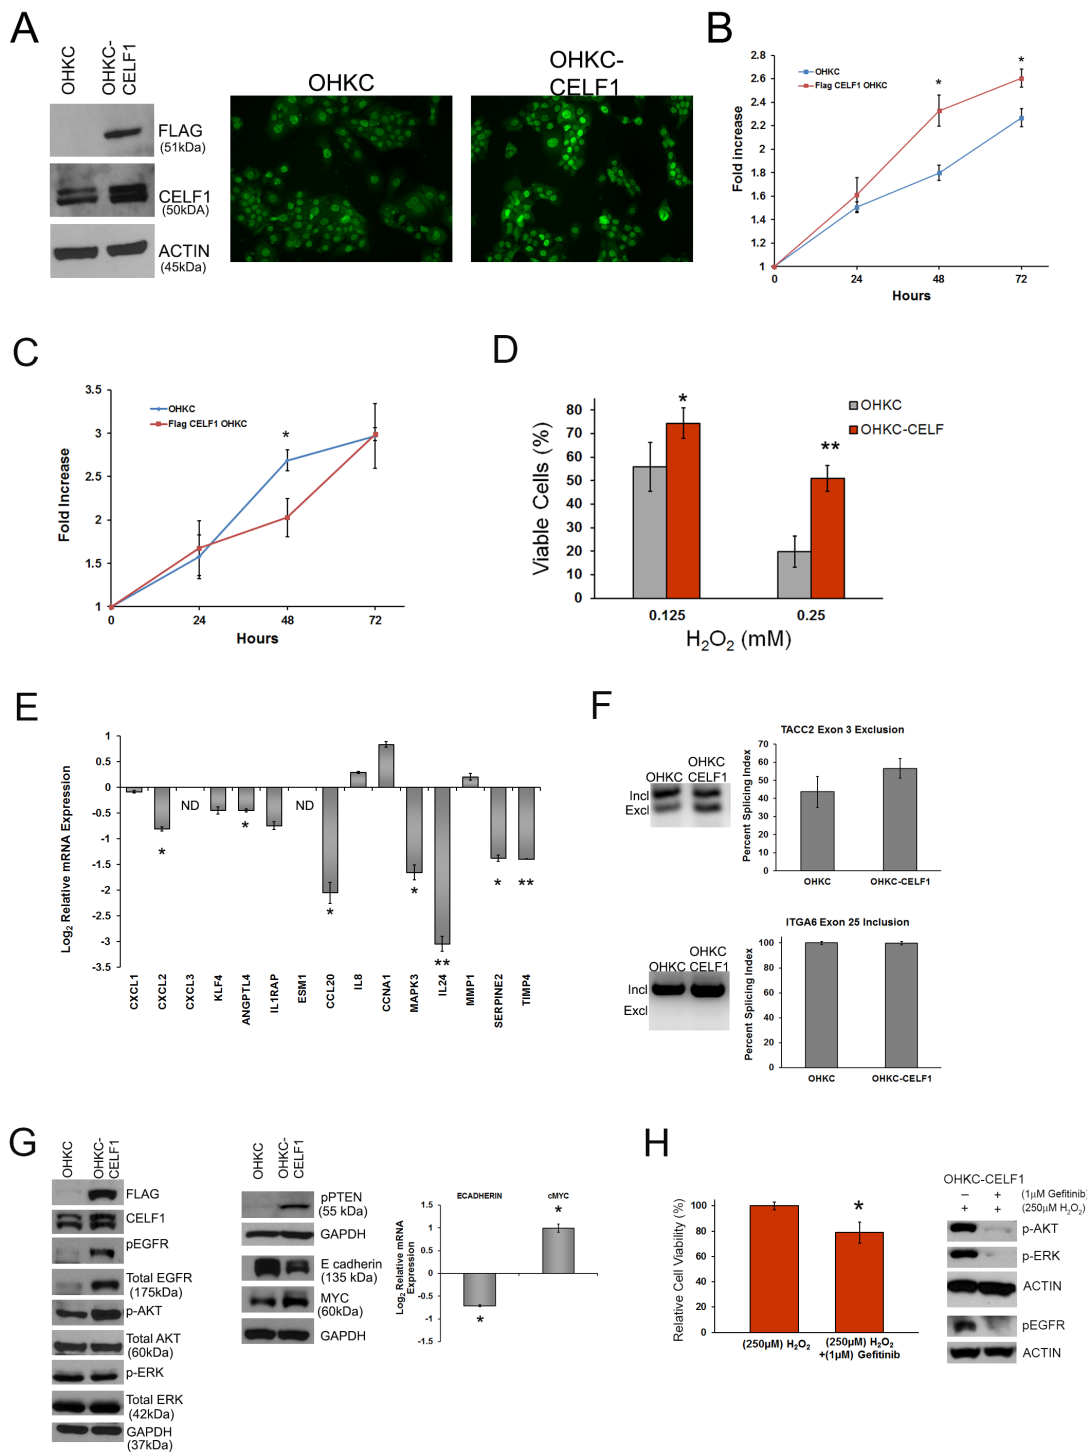 A
OHKC
OHKC-
CELF1
FLAG
(51kDa)
CELF1
(50kDA)
ACTIN
(45kDa)
OHKC
OHKC-
CELF1
B
2.8
2.6
2.4
2.2
2
1.8
1.6
1.4
1.2
1
Fold increase
OHKC
Flag CELF1 OHKC
*
*
0
24
48
72
Hours
C
3.5
3
2.5
2
1.5
1
Fold Increase
OHKC
Flag CELF1 OHKC
*
0
24
48
72
Hours
D
80
70
60
50
40
30
20
10
0
Viable Cells (%)
OHKC
OHKC-CELF
*
**
0.125
0.25
H₂O₂ (mM)
E
1
0.5
0
-0.5
-1
-1.5
-2
-2.5
-3
-3.5
Log₂ Relative mRNA Expression
ND
ND
*
*
*
*
**
*
**
CXCL1
CXCL2
CXCL3
KLF4
ANGPTL4
IL1RAP
ESM1
CCL20
IL8
CCNA1
MAPK3
IL24
MMP1
SERPINE2
TIMP4
F
OHKC
OHKC
CELF1
Incl
Excl
TACC2 Exon 3 Exclusion
Percent Splicing Index
70
60
50
40
30
20
10
0
OHKC
OHKC-CELF1
OHKC
OHKC
CELF1
Incl
Excl
ITGA6 Exon 25 Inclusion
Percent Splicing Index
100
80
60
40
20
0
OHKC
OHKC-CELF1
G
OHKC
OHKC-
CELF1
FLAG
CELF1
pEGFR
Total EGFR
(175kDa)
p-AKT
Total AKT
(60kDa)
p-ERK
Total ERK
(42kDa)
GAPDH
(37kDa)
OHKC
OHKC-
CELF1
pPTEN
(55 kDa)
GAPDH
E cadherin
(135 kDa)
MYC
(60kDa)
GAPDH
ECADHERIN
cMYC
Log₂ Relative mRNA
Expression
1.5
1
0.5
0
-0.5
-1
-1.5
*
*
H
Relative Cell Viability (%)
100
80
60
40
20
0
*
(250µM) H₂O₂
(250µM) H₂O₂
+(1µM) Gefitinib
OHKC-CELF1
– + (1µM Gefitinib)
+ + (250µM H₂O₂)
p-AKT
p-ERK
ACTIN
pEGFR
ACTIN